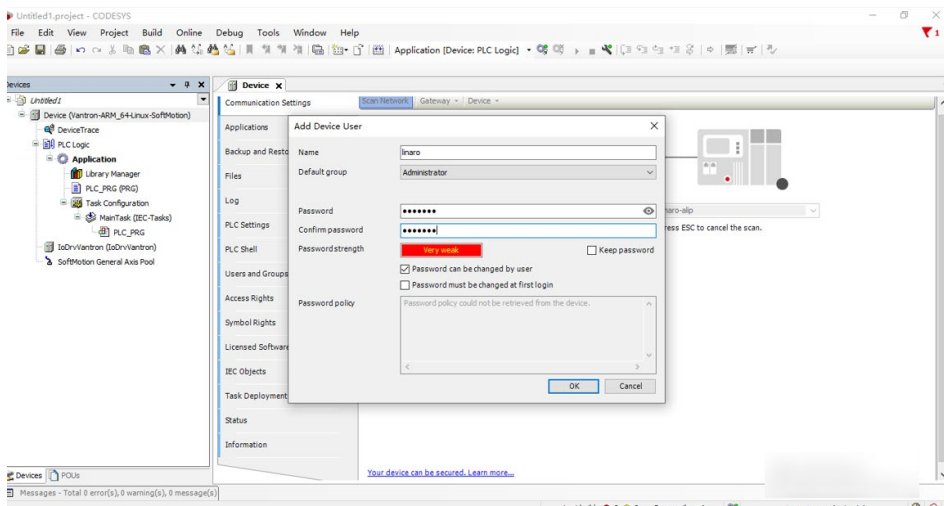 Untitled1.project - CODESYS
File Edit View Project Build Online Debug Tools Window Help
1
Application [Device: PLC Logic]
Devices
Untitled1
Device (Vantron-ARM_64-Linux-SoftMotion)
DeviceTrace
PLC Logic
Application
Library Manager
PLC_PRG (PRG)
Task Configuration
MainTask (IEC-Tasks)
PLC_PRG
IoDrvVantron (IoDrvVantron)
SoftMotion General Axis Pool
Devices POUs
Device
Communication Settings
Applications
Backup and Resto
Files
Log
PLC Settings
PLC Shell
Users and Groups
Access Rights
Symbol Rights
Licensed Software
IEC Objects
Task Deployment
Status
Information
Scan Network Gateway Device
naro-alip
ress ESC to cancel the scan.
Add Device User
Name linaro
Default group Administrator
Password
Confirm password
Password strength Very weak Keep password
Password can be changed by user
Password must be changed at first login
Password policy Password policy could not be retrieved from the device.
OK Cancel
Your device can be secured. Learn more...
Messages - Total 0 error(s), 0 warning(s), 0 message(s)